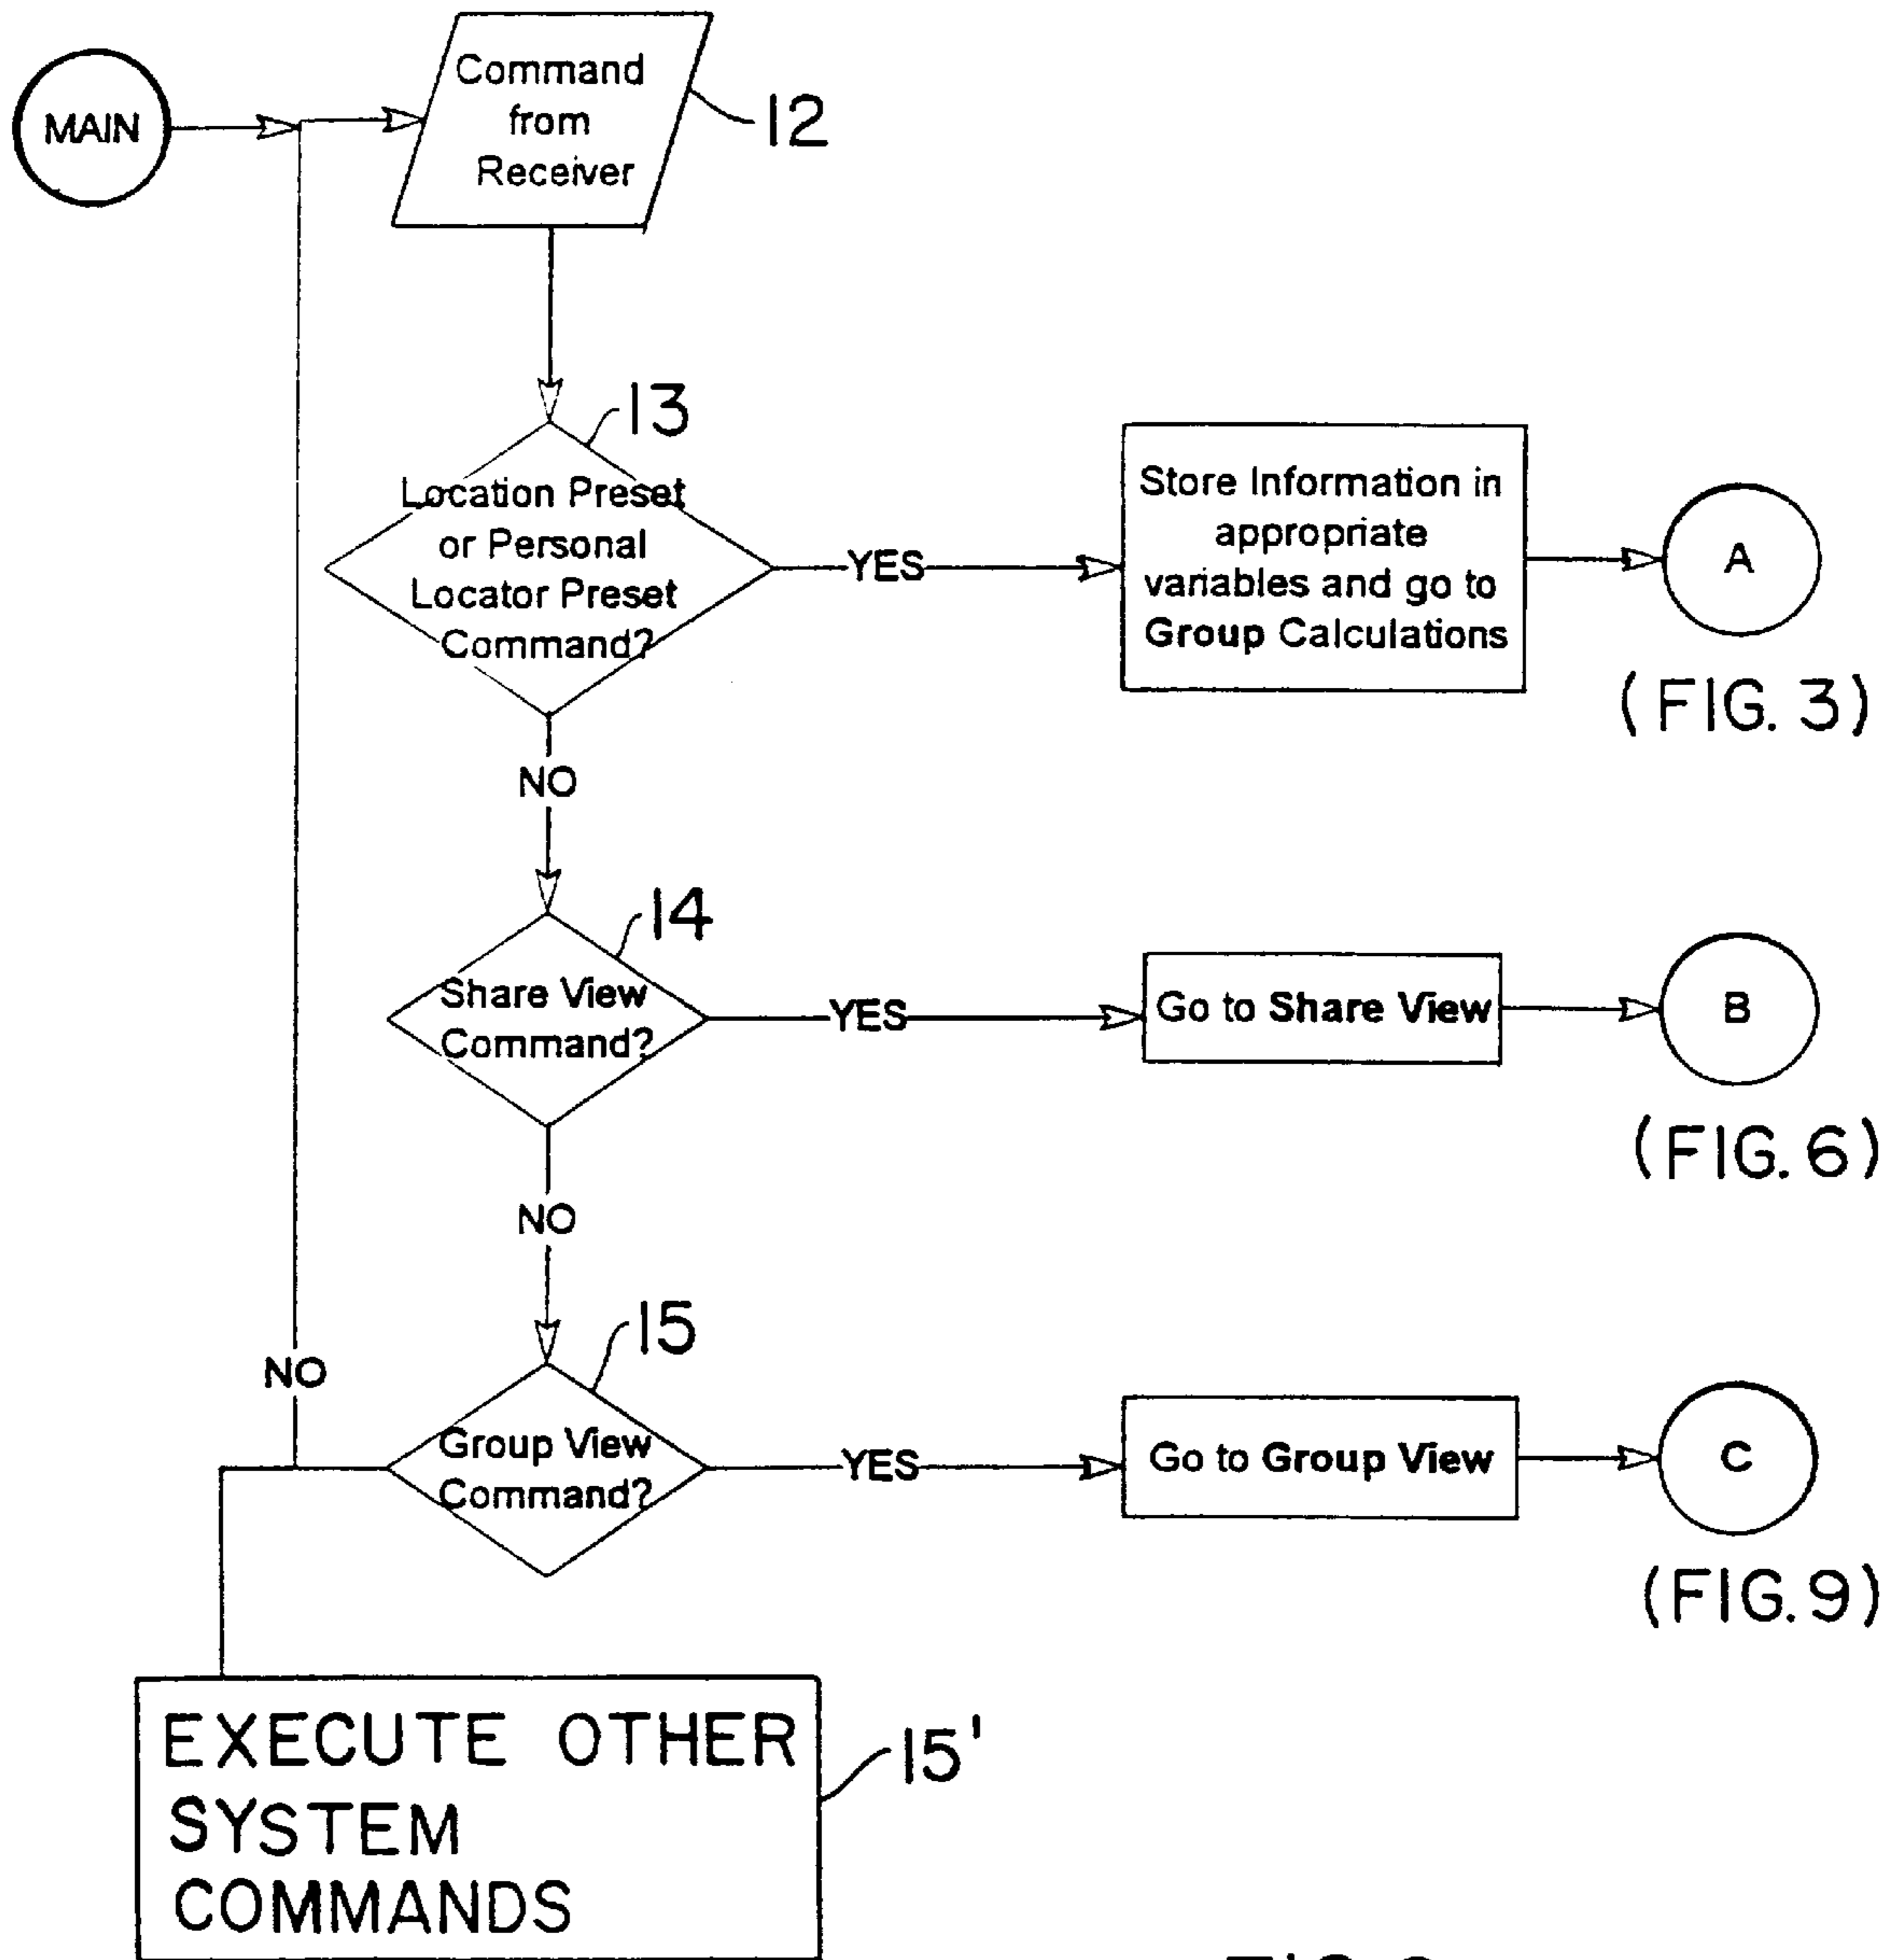 MAIN
Command
from
Receiver
12
13
Location Preset
or Personal
Locator Preset
Command?
YES
Store Information in
appropriate
variables and go to
Group Calculations
A
(FIG. 3)
NO
14
Share View
Command?
YES
Go to Share View
B
(FIG. 6)
NO
15
NO
Group View
Command?
YES
Go to Group View
C
(FIG. 9)
EXECUTE OTHER
SYSTEM
COMMANDS
15'